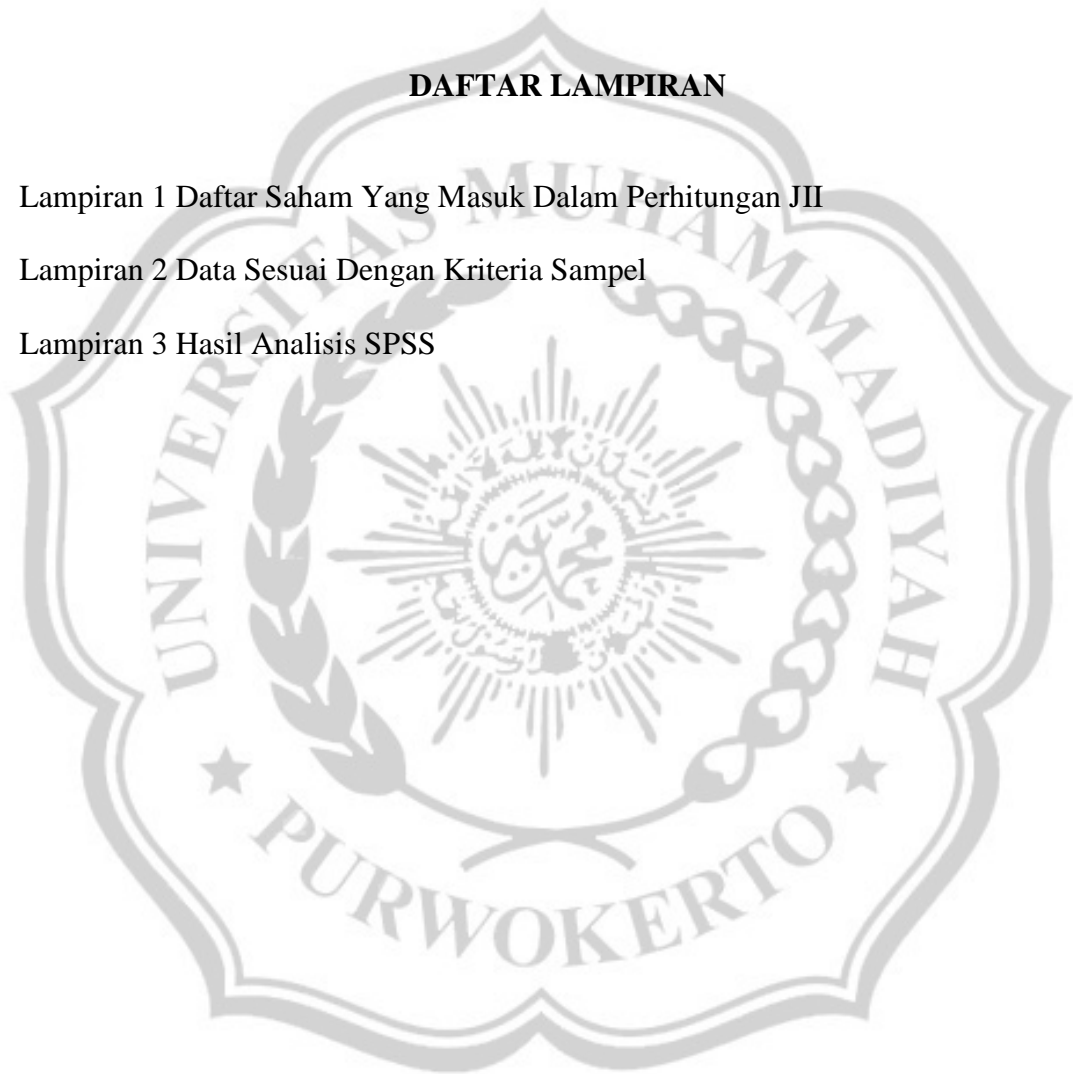 DAFTAR LAMPIRAN
Lampiran 1 Daftar Saham Yang Masuk Dalam Perhitungan JII
Lampiran 2 Data Sesuai Dengan Kriteria Sampel
Lampiran 3 Hasil Analisis SPSS
UNIVERSITAS MUHAMMADIYAH
PURWOKERTO